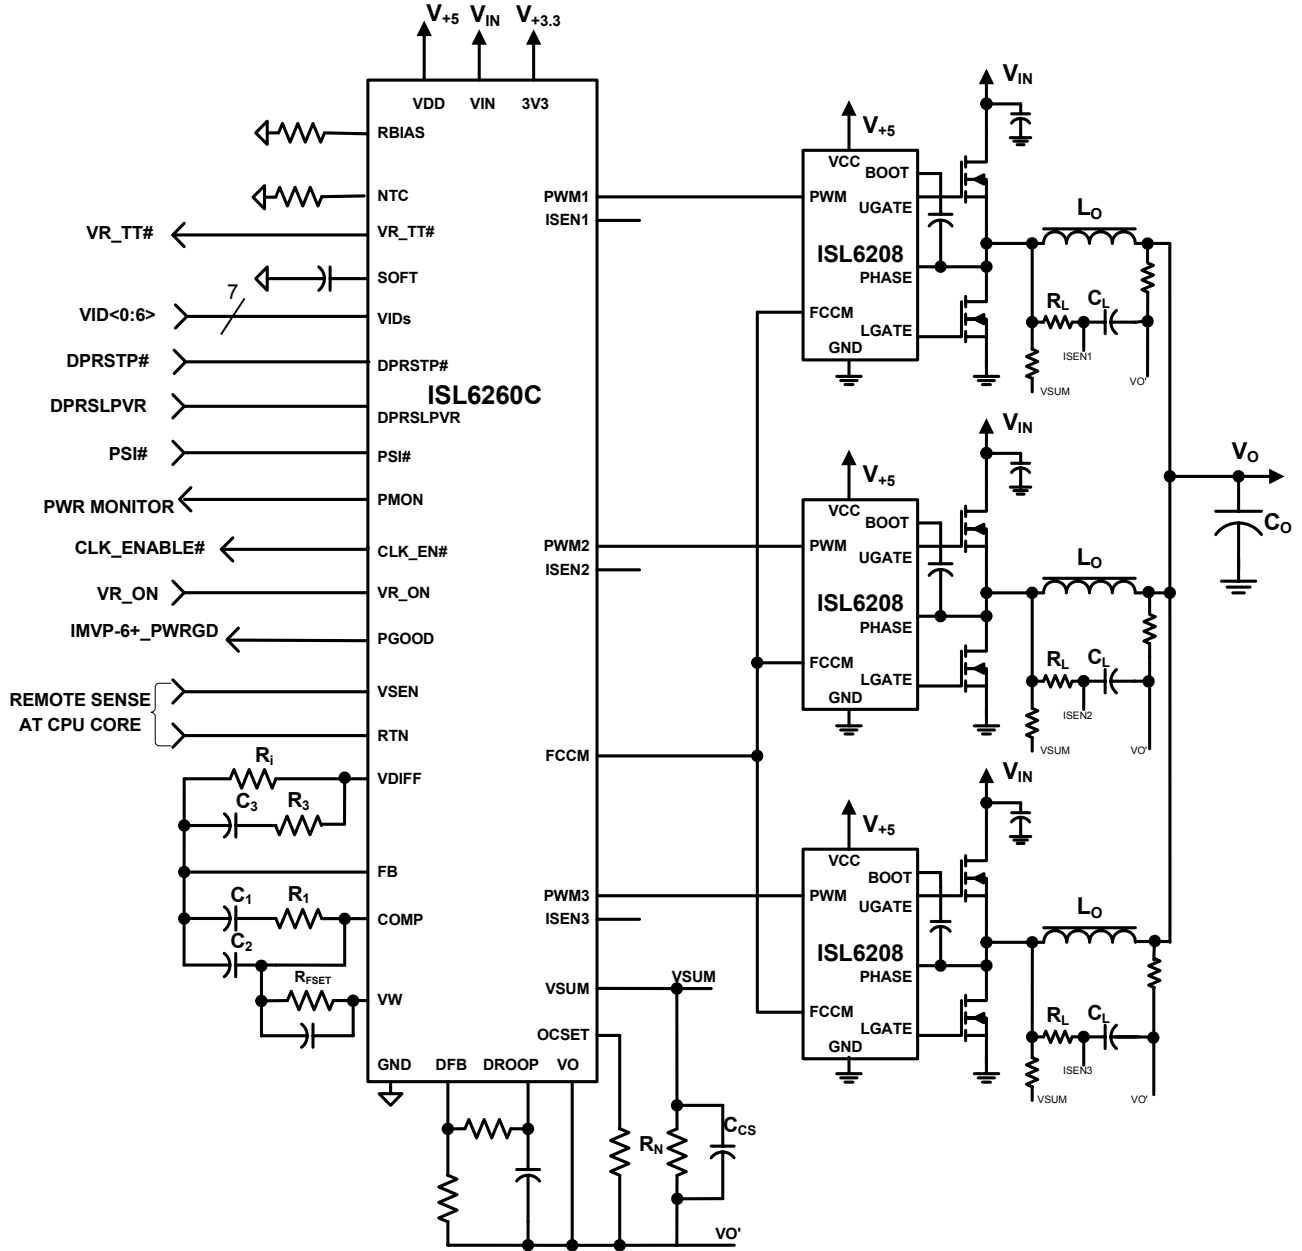 V+5
VIN
V+3.3
VDD
VIN
3V3
RBIAS
NTC
VR_TT#
VR_TT#
SOFT
7
VID<0:6>
VIDs
DPRSTP#
DPRSTP#
ISL6260C
DPRSLPVR
DPRSLPVR
PSI#
PSI#
PWR MONITOR
PMON
CLK_ENABLE#
CLK_EN#
VR_ON
VR_ON
IMVP-6+_PWRGD
PGOOD
REMOTE SENSE
AT CPU CORE
VSEN
RTN
Ri
VDIFF
C3
R3
FB
C1
R1
COMP
C2
RFSET
VW
GND
DFB
DROOP
VO
PWM1
ISEN1
PWM2
ISEN2
FCCM
PWM3
ISEN3
VSUM
VSUM
OCSET
RN
CCS
VO'
V+5
VIN
VCC
BOOT
PWM
UGATE
ISL6208
PHASE
FCCM
LGATE
GND
LO
RL
CL
ISEN1
VSUM
VO'
V+5
VIN
VCC
BOOT
PWM
UGATE
ISL6208
PHASE
FCCM
LGATE
GND
LO
RL
CL
ISEN2
VSUM
VO'
VO
CO
V+5
VIN
VCC
BOOT
PWM
UGATE
ISL6208
PHASE
FCCM
LGATE
GND
LO
RL
CL
ISEN3
VSUM
VO'